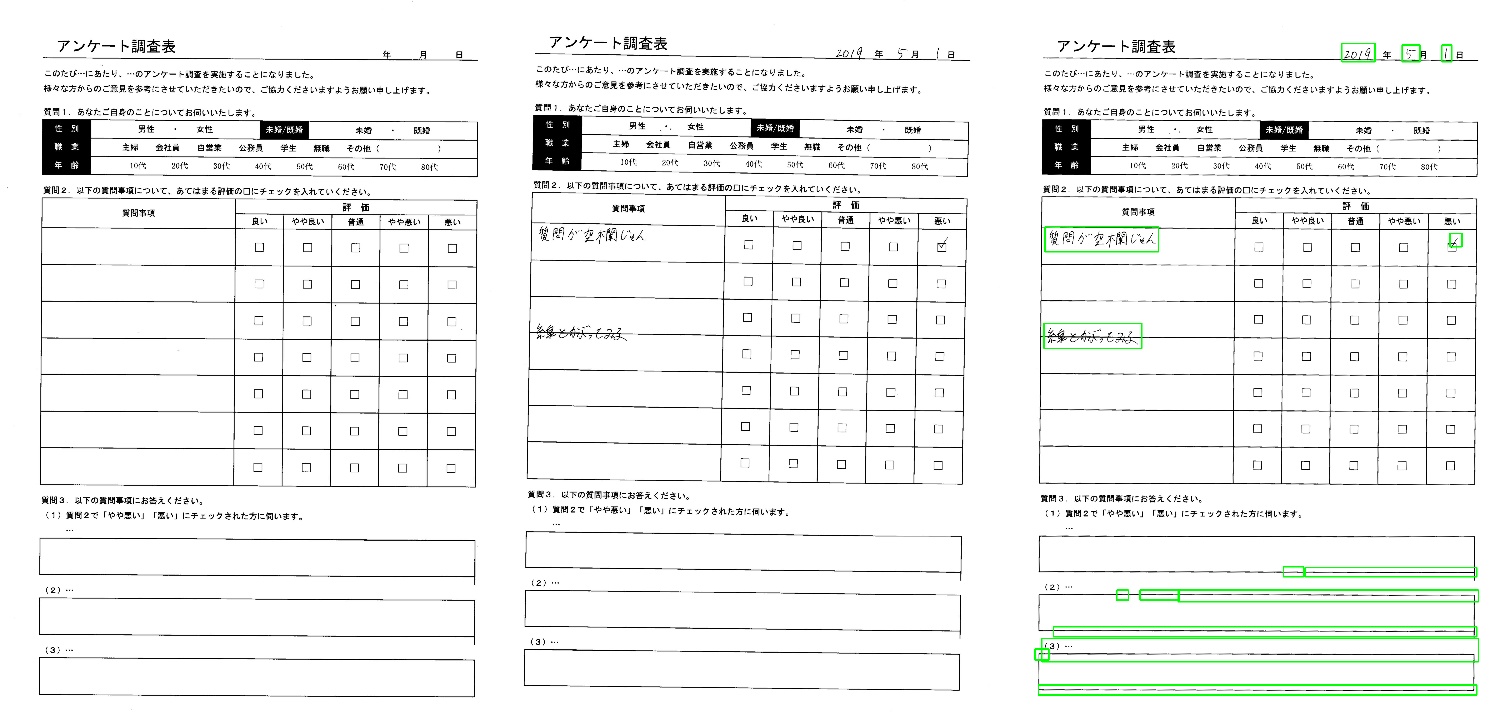 アンケート調査表
年 月 日
このたび…にあたり、…のアンケート調査を実施することになりました。
様々な方からのご意見を参考にさせていただきたいので、ご協力くださいますようお願い申し上げます。
質問1．あなたご自身のことについてお伺いいたします。
性 別 男性 ・ 女性 未婚/既婚 未婚 ・ 既婚
職 業 主婦 会社員 自営業 公務員 学生 無職 その他（ ）
年 齢 10代 20代 30代 40代 50代 60代 70代 80代
質問2．以下の質問事項について、あてはまる評価の口にチェックを入れていください。
質問事項 評 価
良い やや良い 普通 やや悪い 悪い
質問3．以下の質問事項にお答えください。
（1）質問2で「やや悪い」「悪い」にチェックされた方に伺います。
…
（2）…
（3）…
アンケート調査表
2019 年 5 月 1 日
このたび…にあたり、…のアンケート調査を実施することになりました。
様々な方からのご意見を参考にさせていただきたいので、ご協力くださいますようお願い申し上げます。
質問1．あなたご自身のことについてお伺いいたします。
性 別 男性 ・ 女性 未婚/既婚 未婚 ・ 既婚
職 業 主婦 会社員 自営業 公務員 学生 無職 その他（ ）
年 齢 10代 20代 30代 40代 50代 60代 70代 80代
質問2．以下の質問事項について、あてはまる評価の口にチェックを入れていください。
質問事項 評 価
良い やや良い 普通 やや悪い 悪い
質問が空欄じゃん
質問3．以下の質問事項にお答えください。
（1）質問2で「やや悪い」「悪い」にチェックされた方に伺います。
…
（2）…
（3）…
アンケート調査表
2019 年 5 月 1 日
このたび…にあたり、…のアンケート調査を実施することになりました。
様々な方からのご意見を参考にさせていただきたいので、ご協力くださいますようお願い申し上げます。
質問1．あなたご自身のことについてお伺いいたします。
性 別 男性 ・ 女性 未婚/既婚 未婚 ・ 既婚
職 業 主婦 会社員 自営業 公務員 学生 無職 その他（ ）
年 齢 10代 20代 30代 40代 50代 60代 70代 80代
質問2．以下の質問事項について、あてはまる評価の口にチェックを入れていください。
質問事項 評 価
良い やや良い 普通 やや悪い 悪い
質問が空欄じゃん
質問3．以下の質問事項にお答えください。
（1）質問2で「やや悪い」「悪い」にチェックされた方に伺います。
…
（2）…
（3）…